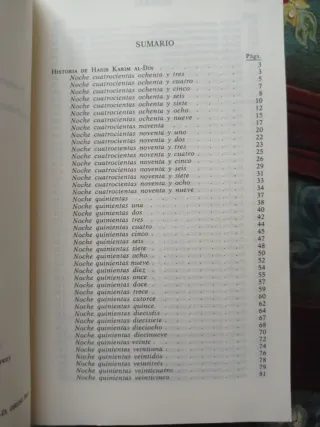 SUMARIO
Págs.
HISTORIA DE HASIB KARIM AL-DIN 3
Noche cuatrocientas ochenta y tres 3
Noche cuatrocientas ochenta y cuatro 5
Noche cuatrocientas ochenta y cinco 7
Noche cuatrocientas ochenta y seis 8
Noche cuatrocientas ochenta y siete 10
Noche cuatrocientas ochenta y ocho 12
Noche cuatrocientas ochenta y nueve 15
Noche cuatrocientas noventa 17
Noche cuatrocientas noventa y una 20
Noche cuatrocientas noventa y dos 22
Noche cuatrocientas noventa y tres 23
Noche cuatrocientas noventa y cuatro 25
Noche cuatrocientas noventa y cinco 26
Noche cuatrocientas noventa y seis 29
Noche cuatrocientas noventa y siete 31
Noche cuatrocientas noventa y ocho 33
Noche cuatrocientas noventa y nueve 34
Noche quinientas 37
Noche quinientas una 38
Noche quinientas dos 40
Noche quinientas tres 42
Noche quinientas cuatro 44
Noche quinientas cinco 45
Noche quinientas seis 47
Noche quinientas siete 48
Noche quinientas ocho 50
Noche quinientas nueve 52
Noche quinientas diez 54
Noche quinientas once
Noche quinientas doce
Noche quinientas trece 59
Noche quinientas catorce 60
Noche quinientas quince 62
Noche quinientas dieciséis 64
Noche quinientas diecisiete 67
Noche quinientas dieciocho 68
Noche quinientas diecinueve 70
Noche quinientas veinte 72
Noche quinientas veintiuna 74
Noche quinientas veintidós 76
Noche quinientas veintitrés 78
Noche quinientas veinticuatro 79
Noche quinientas veinticinco 81